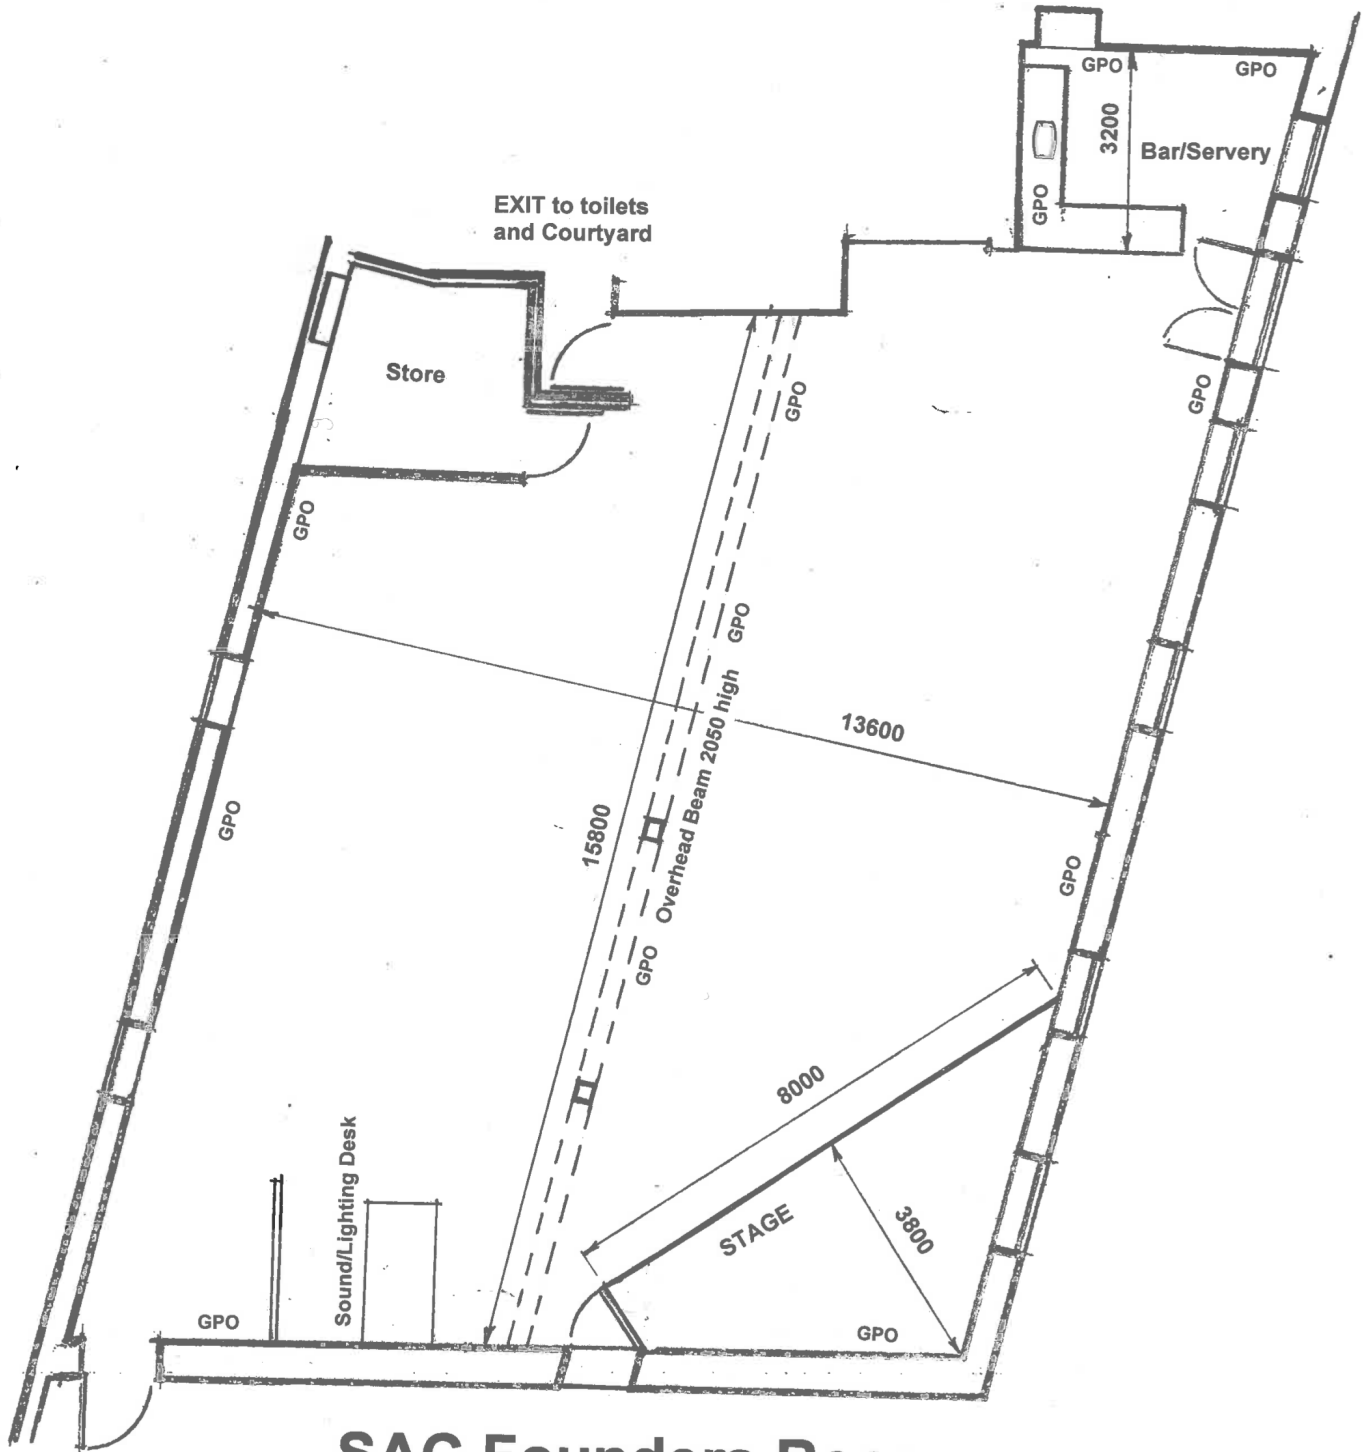 GPO
GPO
3200
Bar/Servery
GPO
EXIT to toilets
and Courtyard
Store
GPO
GPO
GPO
GPO
13600
Overhead Beam 2050 high
15800
GPO
GPO
GPO
8000
STAGE
3800
Sound/Lighting Desk
GPO
GPO